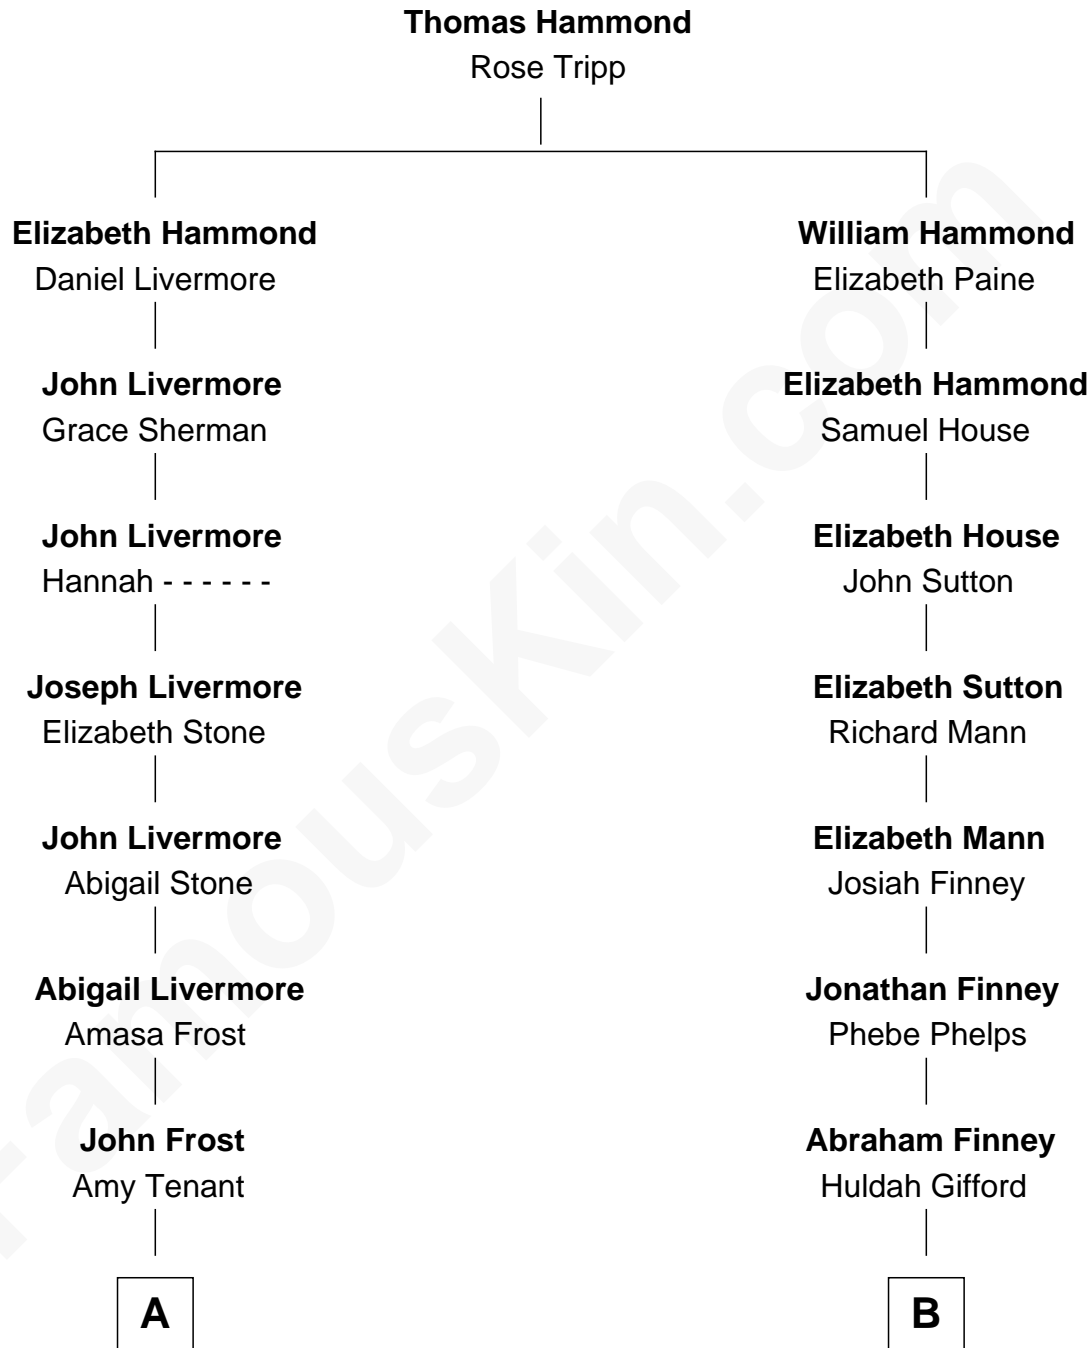 Thomas Hammond
Rose Tripp
Elizabeth Hammond
Daniel Livermore
William Hammond
Elizabeth Paine
John Livermore
Grace Sherman
Elizabeth Hammond
Samuel House
John Livermore
Hannah - - - - - -
Elizabeth House
John Sutton
Joseph Livermore
Elizabeth Stone
Elizabeth Sutton
Richard Mann
John Livermore
Abigail Stone
Elizabeth Mann
Josiah Finney
Abigail Livermore
Amasa Frost
Jonathan Finney
Phebe Phelps
John Frost
Amy Tenant
Abraham Finney
Huldah Gifford
A
B
FamousKin.com